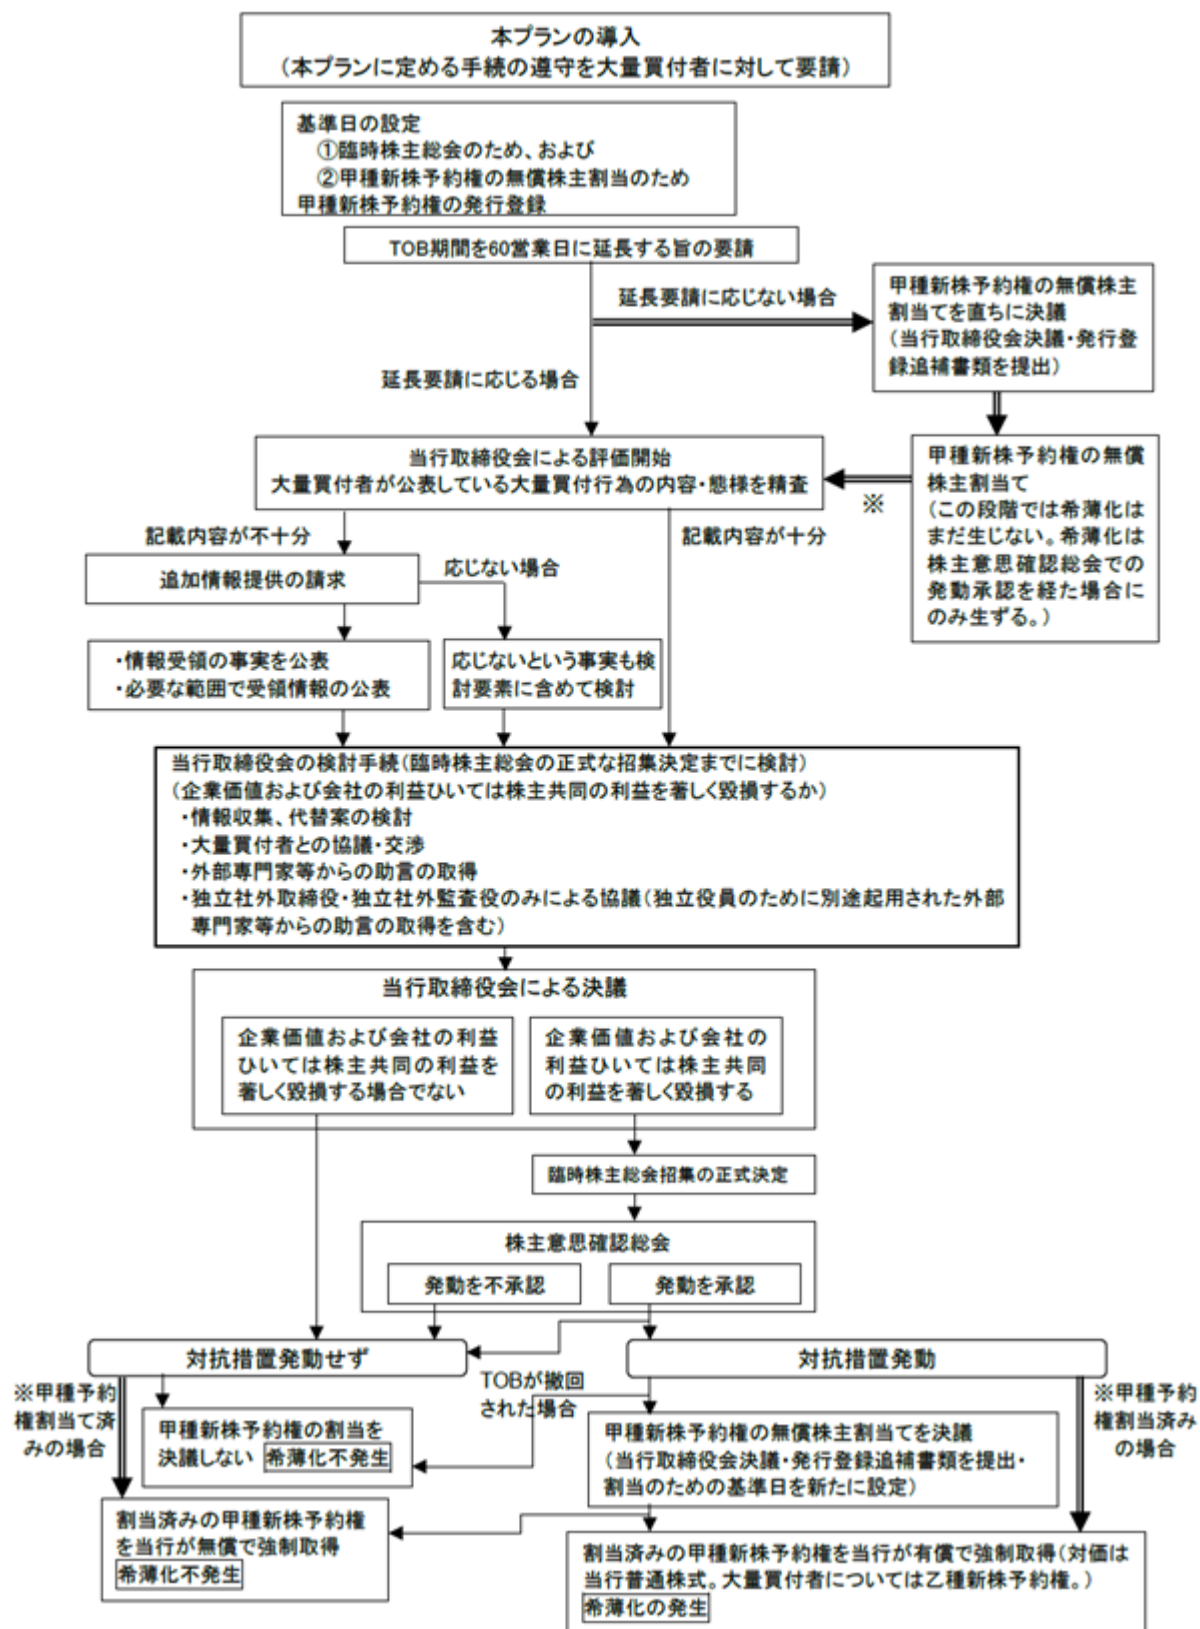 本プランの導入
(本プランに定める手続の遵守を大量買付者に対して要請)
基準日の設定
①臨時株主総会のため、および
②甲種新株予約権の無償株主割当のため
甲種新株予約権の発行登録
TOB期間を60営業日に延長する旨の要請
延長要請に応じない場合
甲種新株予約権の無償株主
割当てを直ちに決議
(当行取締役会決議・発行登
録追補書類を提出)
延長要請に応じる場合
当行取締役会による評価開始
大量買付者が公表している大量買付行為の内容・態様を精査
※
甲種新株予約権の無償
株主割当て
(この段階では希薄化は
まだ生じない。希薄化は
株主意思確認総会での
発動承認を経た場合に
のみ生ずる。)
記載内容が不十分
記載内容が十分
追加情報提供の請求
応じない場合
・情報受領の事実を公表
・必要な範囲で受領情報の公表
応じないという事実も検
討要素に含めて検討
当行取締役会の検討手続(臨時株主総会の正式な招集決定までに検討)
(企業価値および会社の利益ひいては株主共同の利益を著しく毀損するか)
・情報収集、代替案の検討
・大量買付者との協議・交渉
・外部専門家等からの助言の取得
・独立社外取締役・独立社外監査役のみによる協議(独立役員のために別途起用された外部
専門家等からの助言の取得を含む)
当行取締役会による決議
企業価値および会社の利益
ひいては株主共同の利益を
著しく毀損する場合でない
企業価値および会社の
利益ひいては株主共同
の利益を著しく毀損する
臨時株主総会招集の正式決定
株主意思確認総会
発動を不承認
発動を承認
対抗措置発動せず
対抗措置発動
※甲種予約
権割当て済
みの場合
TOBが撤回
された場合
※甲種予約
権割当済み
の場合
甲種新株予約権の割当を
決議しない 希薄化不発生
甲種新株予約権の無償株主割当てを決議
(当行取締役会決議・発行登録追補書類を提出・
割当のための基準日を新たに設定)
割当済みの甲種新株予約権
を当行が無償で強制取得
希薄化不発生
割当済みの甲種新株予約権を当行が有償で強制取得(対価は
当行普通株式。大量買付者については乙種新株予約権。)
希薄化の発生